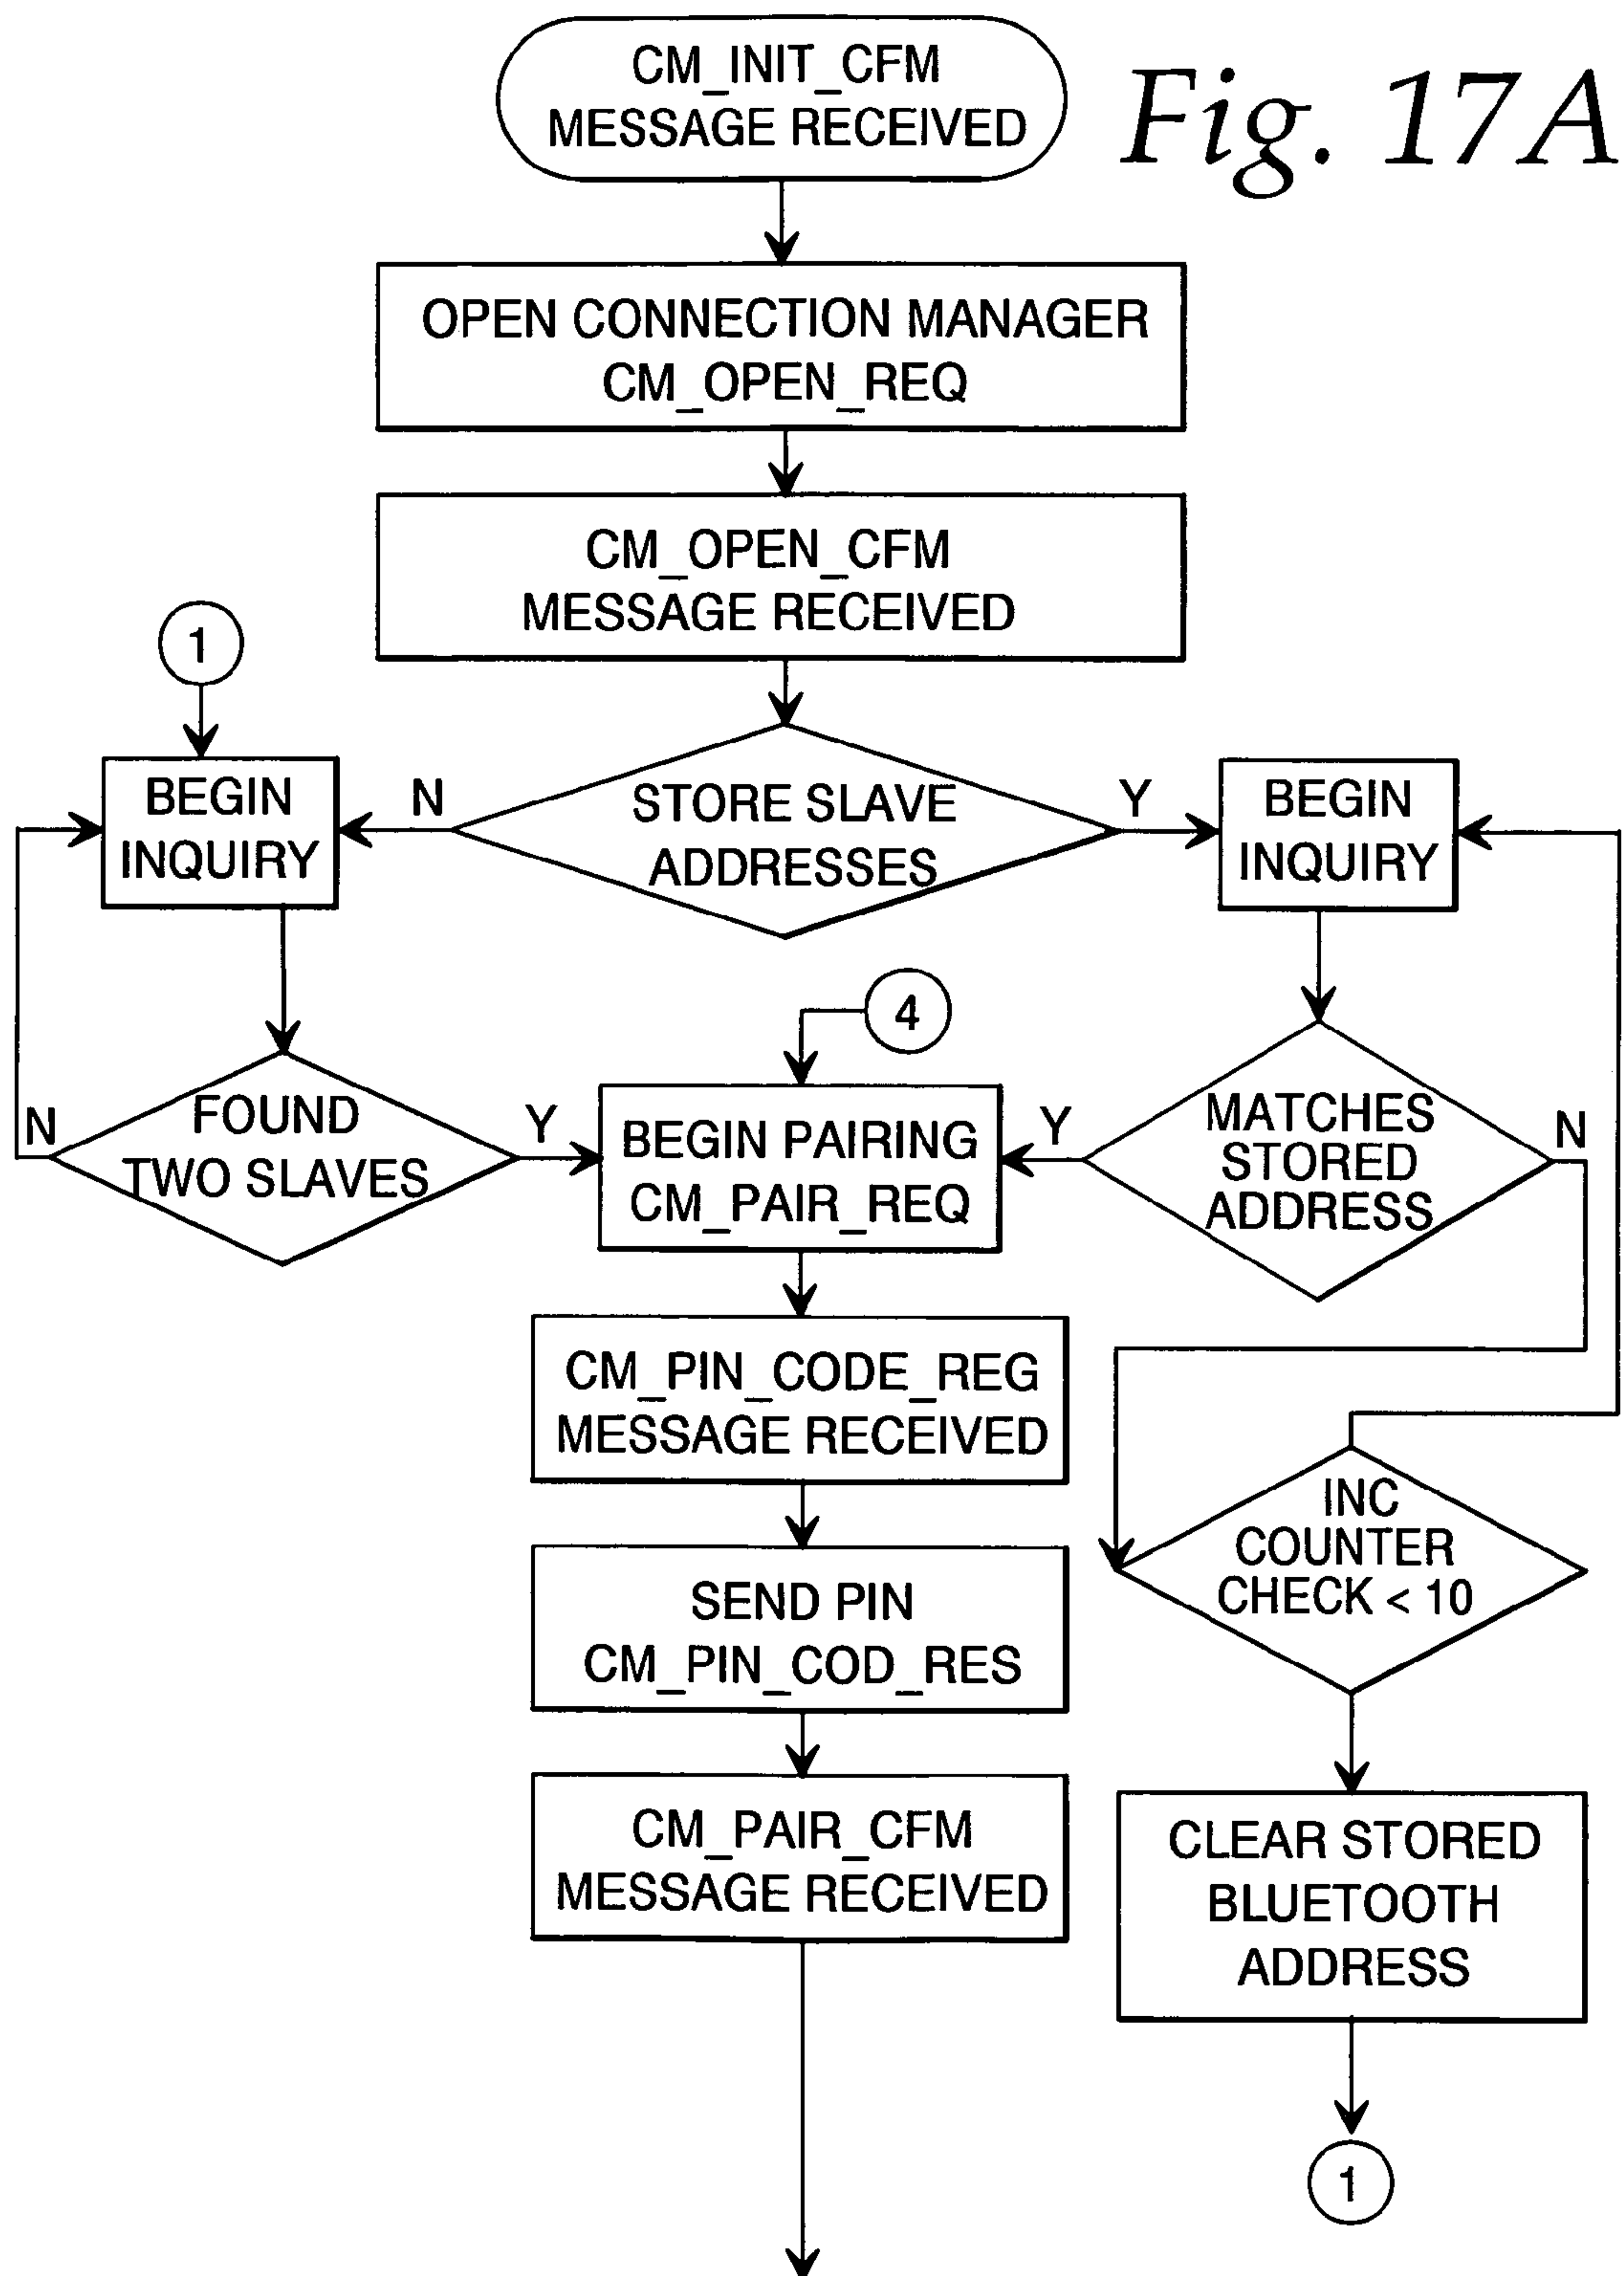 CM_INIT_CFM
MESSAGE RECEIVED
Fig. 17A
OPEN CONNECTION MANAGER
CM_OPEN_REQ
CM_OPEN_CFM
MESSAGE RECEIVED
1
BEGIN
INQUIRY
N
STORE SLAVE
ADDRESSES
Y
BEGIN
INQUIRY
4
N
FOUND
TWO SLAVES
Y
BEGIN PAIRING
CM_PAIR_REQ
Y
MATCHES
STORED
ADDRESS
N
CM_PIN_CODE_REG
MESSAGE RECEIVED
INC
COUNTER
CHECK < 10
SEND PIN
CM_PIN_COD_RES
CM_PAIR_CFM
MESSAGE RECEIVED
CLEAR STORED
BLUETOOTH
ADDRESS
1